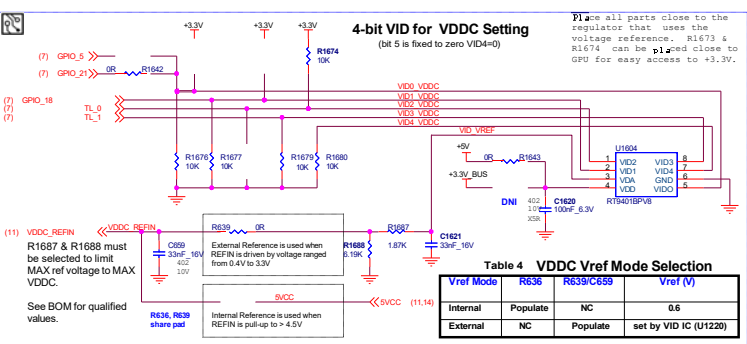 4-bit VID for VDDC Setting
(bit 5 is fixed to zero VID4=0)
Place all parts close to the
regulator that uses the
voltage reference. R1673 &
R1674 can be placed close to
GPU for easy access to +3.3V.
+3.3V
+3.3V
+3.3V
R1674
10K
(7) GPIO_5
(7) GPIO_21
0R
R1642
(7) GPIO_18
(7) TL_0
(7) TL_1
VID0_VDDC
VID1_VDDC
VID2_VDDC
VID3_VDDC
VID4_VDDC
VID_VREF
R1676
10K
R1677
10K
R1679
10K
R1680
10K
+5V
0R
R1643
+3.3V_BUS
DNI
402
10V
X5R
C1620
100nF_6.3V
U1604
1 VID2 VID3 8
2 VID1 VID4 7
3 VDA GND 6
4 VDD VIDO 5
RT9401BPV8
(11) VDDC_REFIN
VDDC_REFIN
R639
0R
R1687
1.87K
R1688
6.19K
C1621
33nF_16V
C659
33nF_16V
402
10V
R1687 & R1688 must
be selected to limit
MAX ref voltage to MAX
VDDC.
See BOM for qualified
values.
External Reference is used when
REFIN is driven by voltage ranged
from 0.4V to 3.3V
5VCC
5VCC (11,14)
R636, R639
share pad
Internal Reference is used when
REFIN is pull-up to > 4.5V
Table 4 VDDC Vref Mode Selection
Vref Mode R636 R639/C659 Vref (V)
Internal Populate NC 0.6
External NC Populate set by VID IC (U1220)